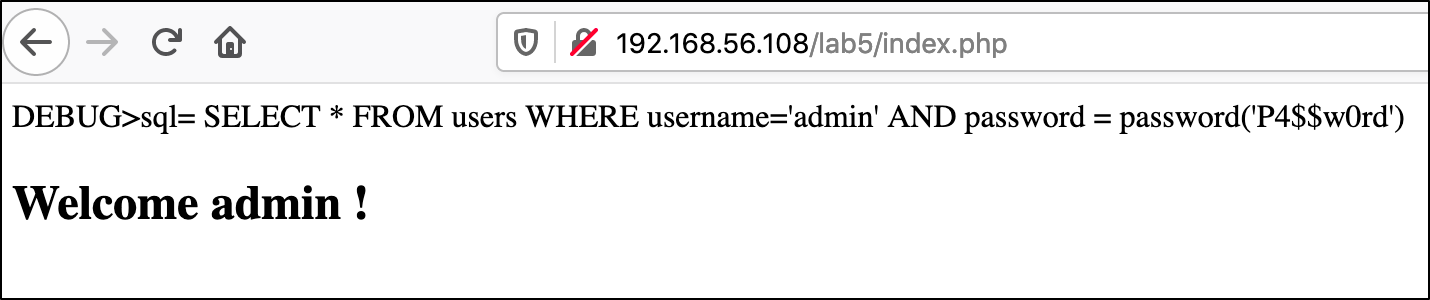 192.168.56.108/lab5/index.php
DEBUG>sql= SELECT * FROM users WHERE username='admin' AND password = password('P4$$w0rd')
Welcome admin !